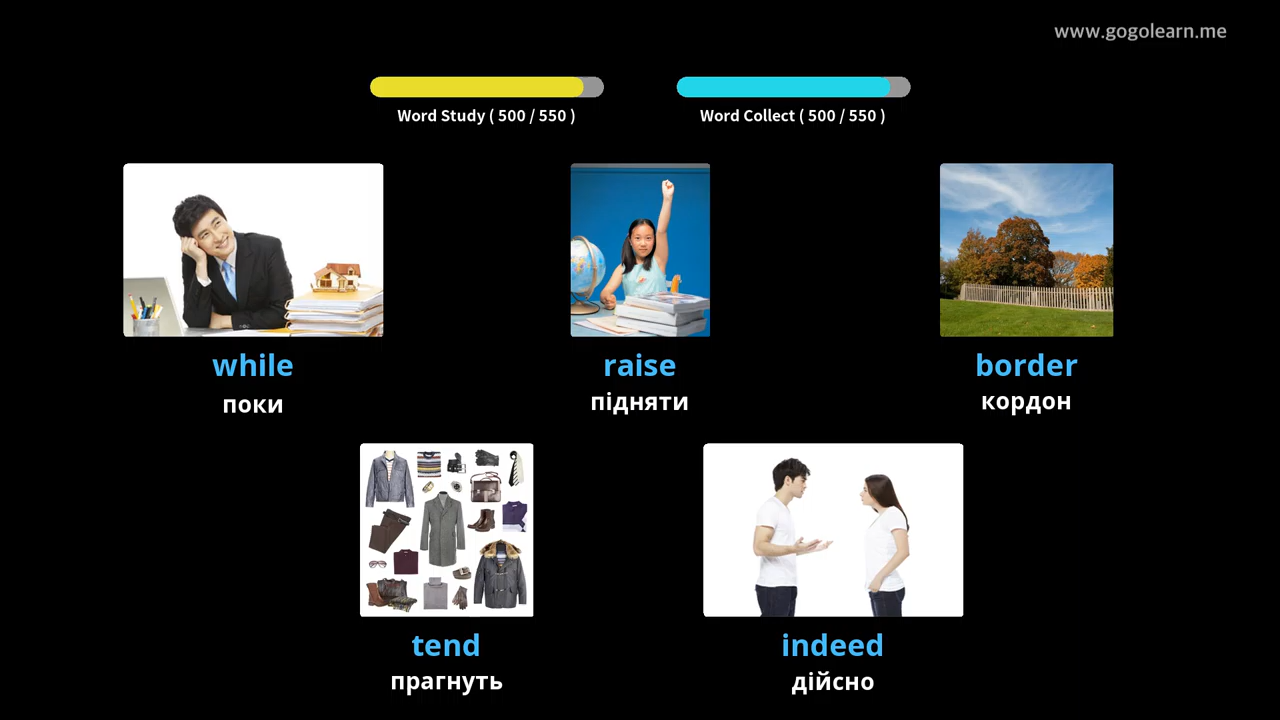 www.gogolearn.me
Word Study ( 500 / 550 )
Word Collect ( 500 / 550 )
while
поки
raise
підняти
border
кордон
tend
прагнуть
indeed
дійсно